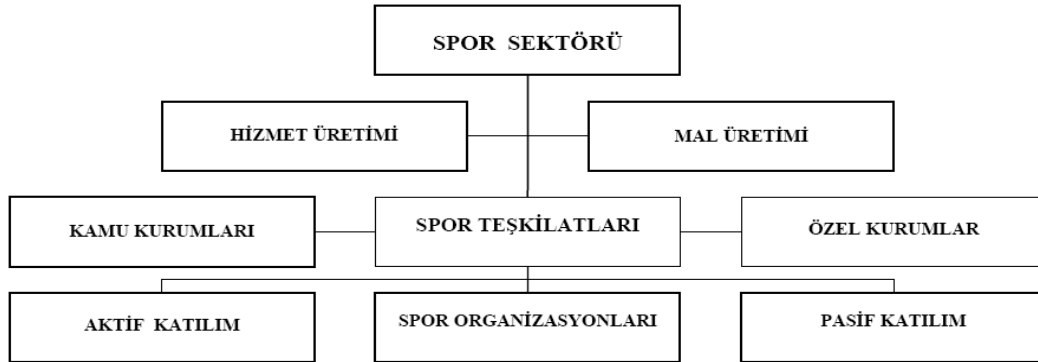 SPOR SEKTÖRÜ
HİZMET ÜRETİMİ
MAL ÜRETİMİ
KAMU KURUMLARI
SPOR TEŞKİLATLARI
ÖZEL KURUMLAR
AKTİF KATILIM
SPOR ORGANİZASYONLARI
PASİF KATILIM